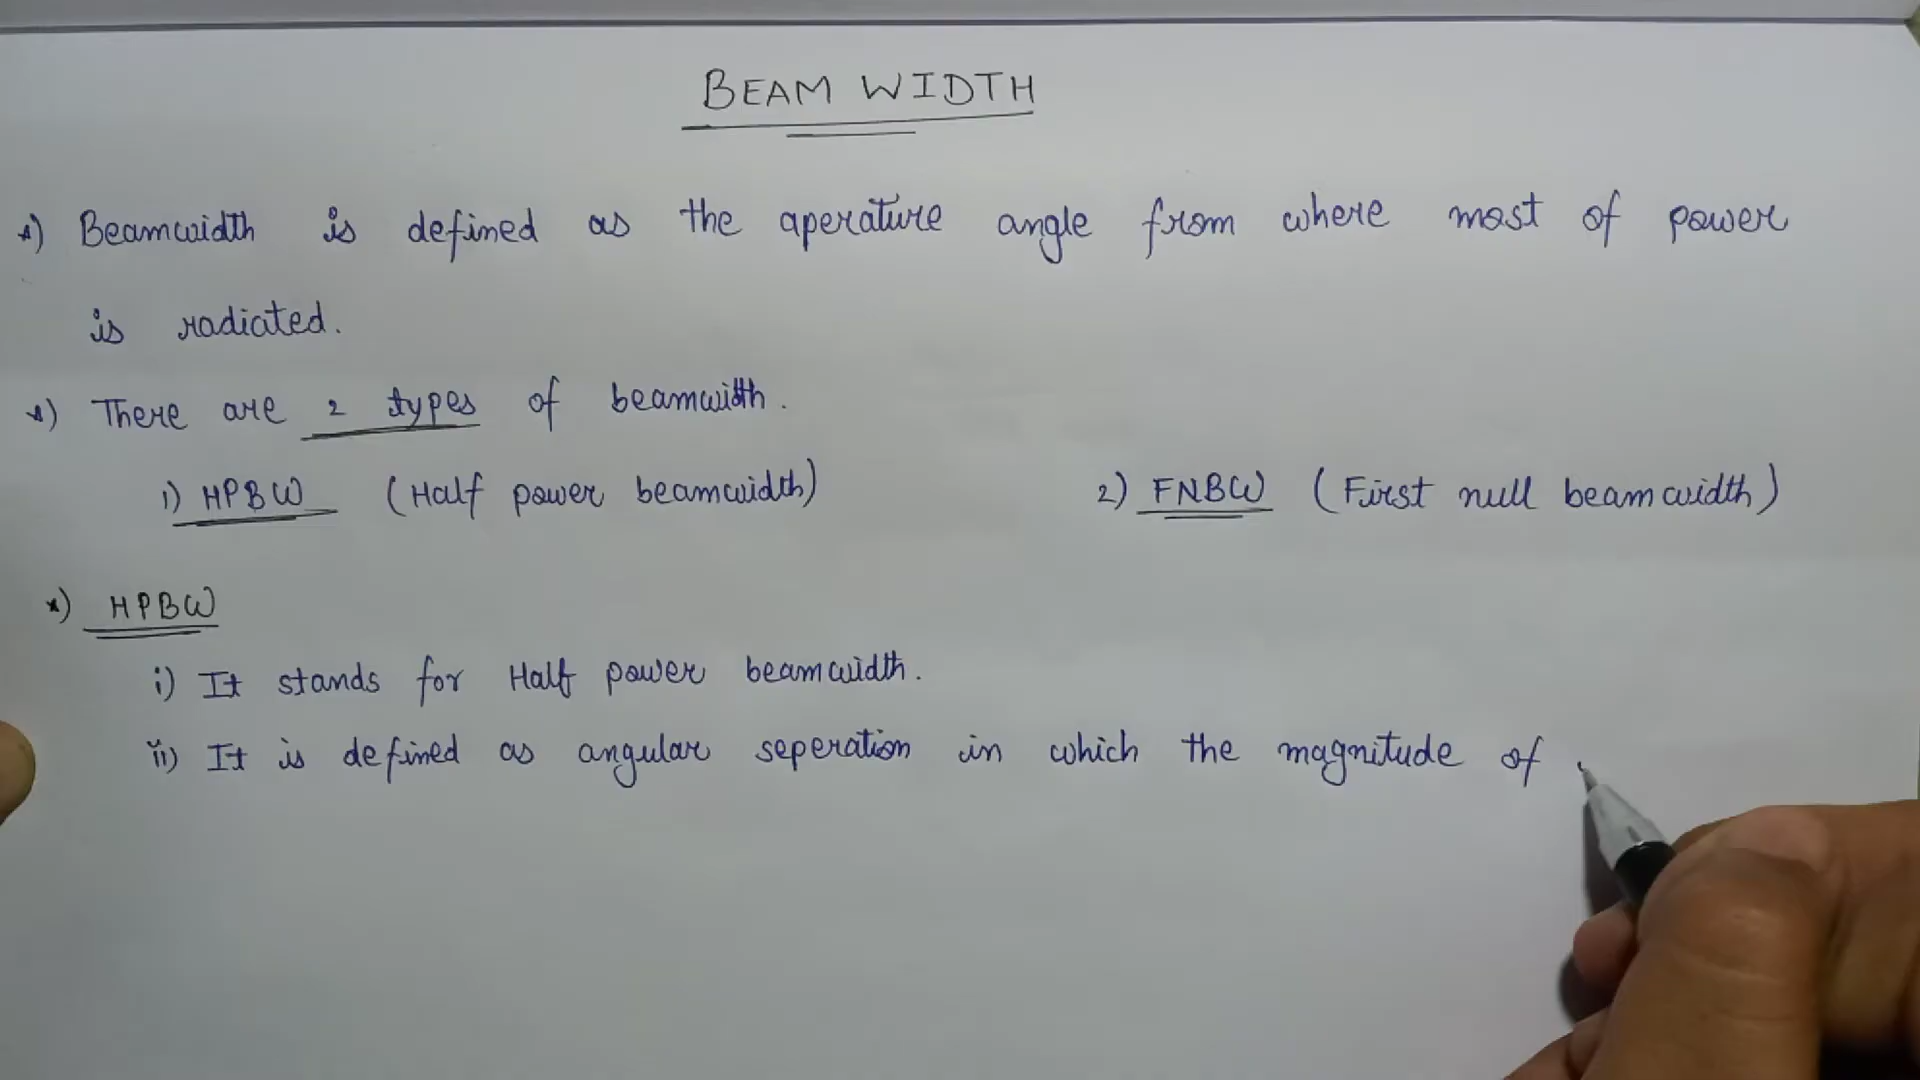 BEAM WIDTH
*) Beamwidth is defined as the aperature angle from where most of power
is radiated.
*) There are 2 types of beamwidth.
1) HPBW (Half power beamwidth) 2) FNBW (First null beamwidth)
*) HPBW
i) It stands for Half power beamwidth.
ii) It is defined as angular seperation in which the magnitude of